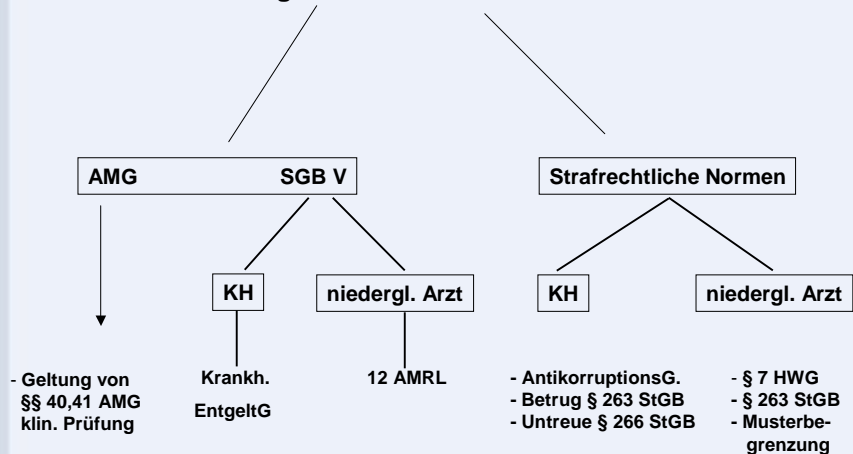 AMG SGB V
Strafrechtliche Normen
KH
niedergl. Arzt
KH
niedergl. Arzt
- Geltung von
§§ 40,41 AMG
klin. Prüfung
Krankh.
EntgeltG
12 AMRL
- AntikorruptionsG.
- Betrug § 263 StGB
- Untreue § 266 StGB
- § 7 HWG
- § 263 StGB
- Musterbe-
grenzung